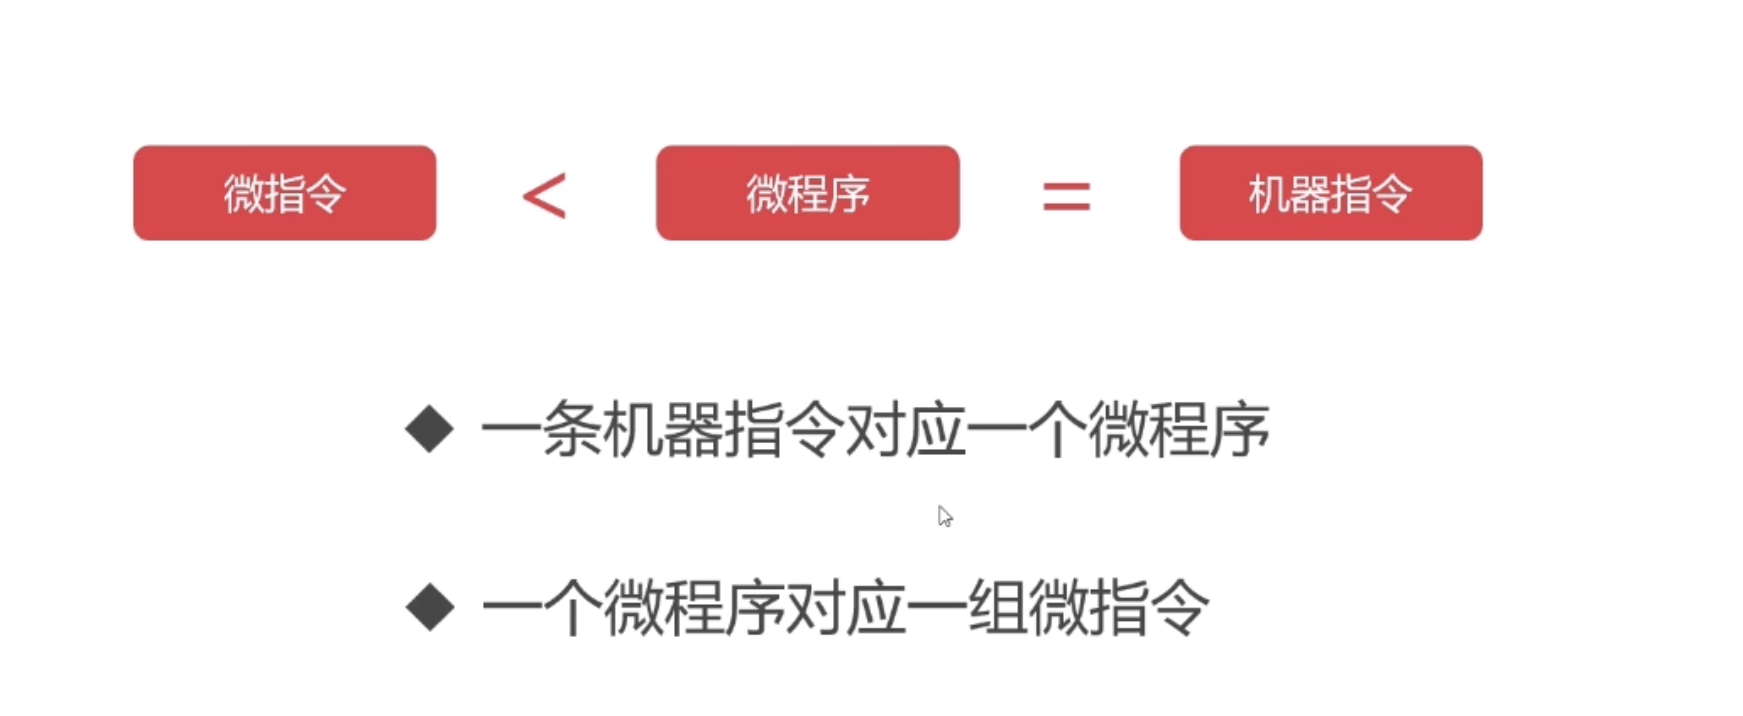 微指令 < 微程序 = 机器指令
◆ 一条机器指令对应一个微程序
◆ 一个微程序对应一组微指令